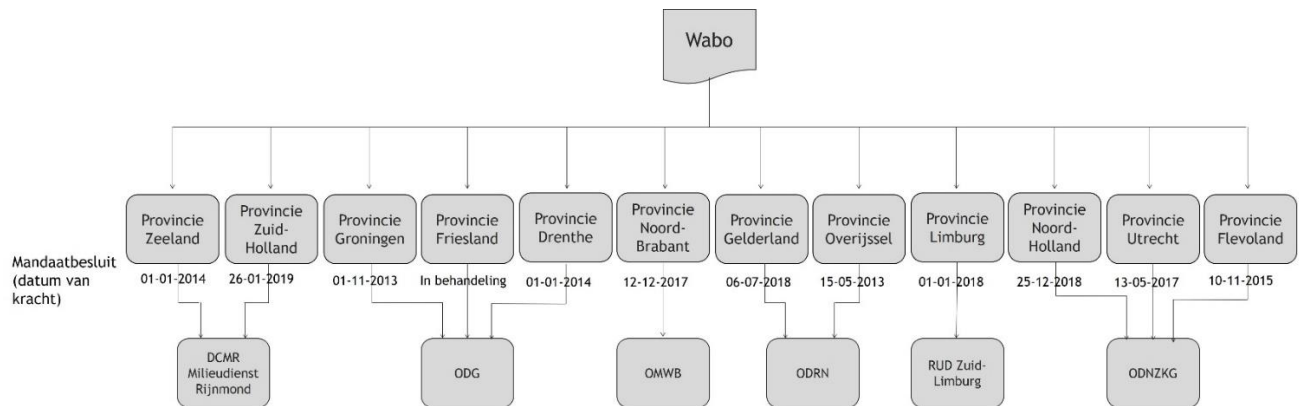 Wabo
Provincie
Zeeland
Provincie
Zuid-
Holland
Provincie
Groningen
Provincie
Friesland
Provincie
Drenthe
Provincie
Noord-
Brabant
Provincie
Gelderland
Provincie
Overijssel
Provincie
Limburg
Provincie
Noord-
Holland
Provincie
Utrecht
Provincie
Flevoland
Mandaatbesluit
(datum van
kracht)
01-01-2014
26-01-2019
01-11-2013
In behandeling
01-01-2014
12-12-2017
06-07-2018
15-05-2013
01-01-2018
25-12-2018
13-05-2017
10-11-2015
DCMR
Milieudienst
Rijnmond
ODG
OMWB
ODRN
RUD Zuid-
Limburg
ODNZKG